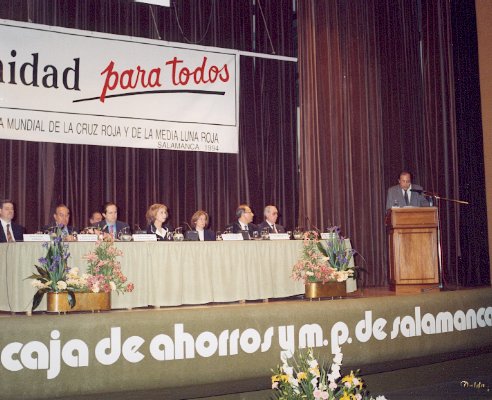 nidad para todos
A MUNDIAL DE LA CRUZ ROJA Y DE LA MEDIA LUNA ROJA
SALAMANCA, 1994
caja de ahorros y m. p. de salamanca